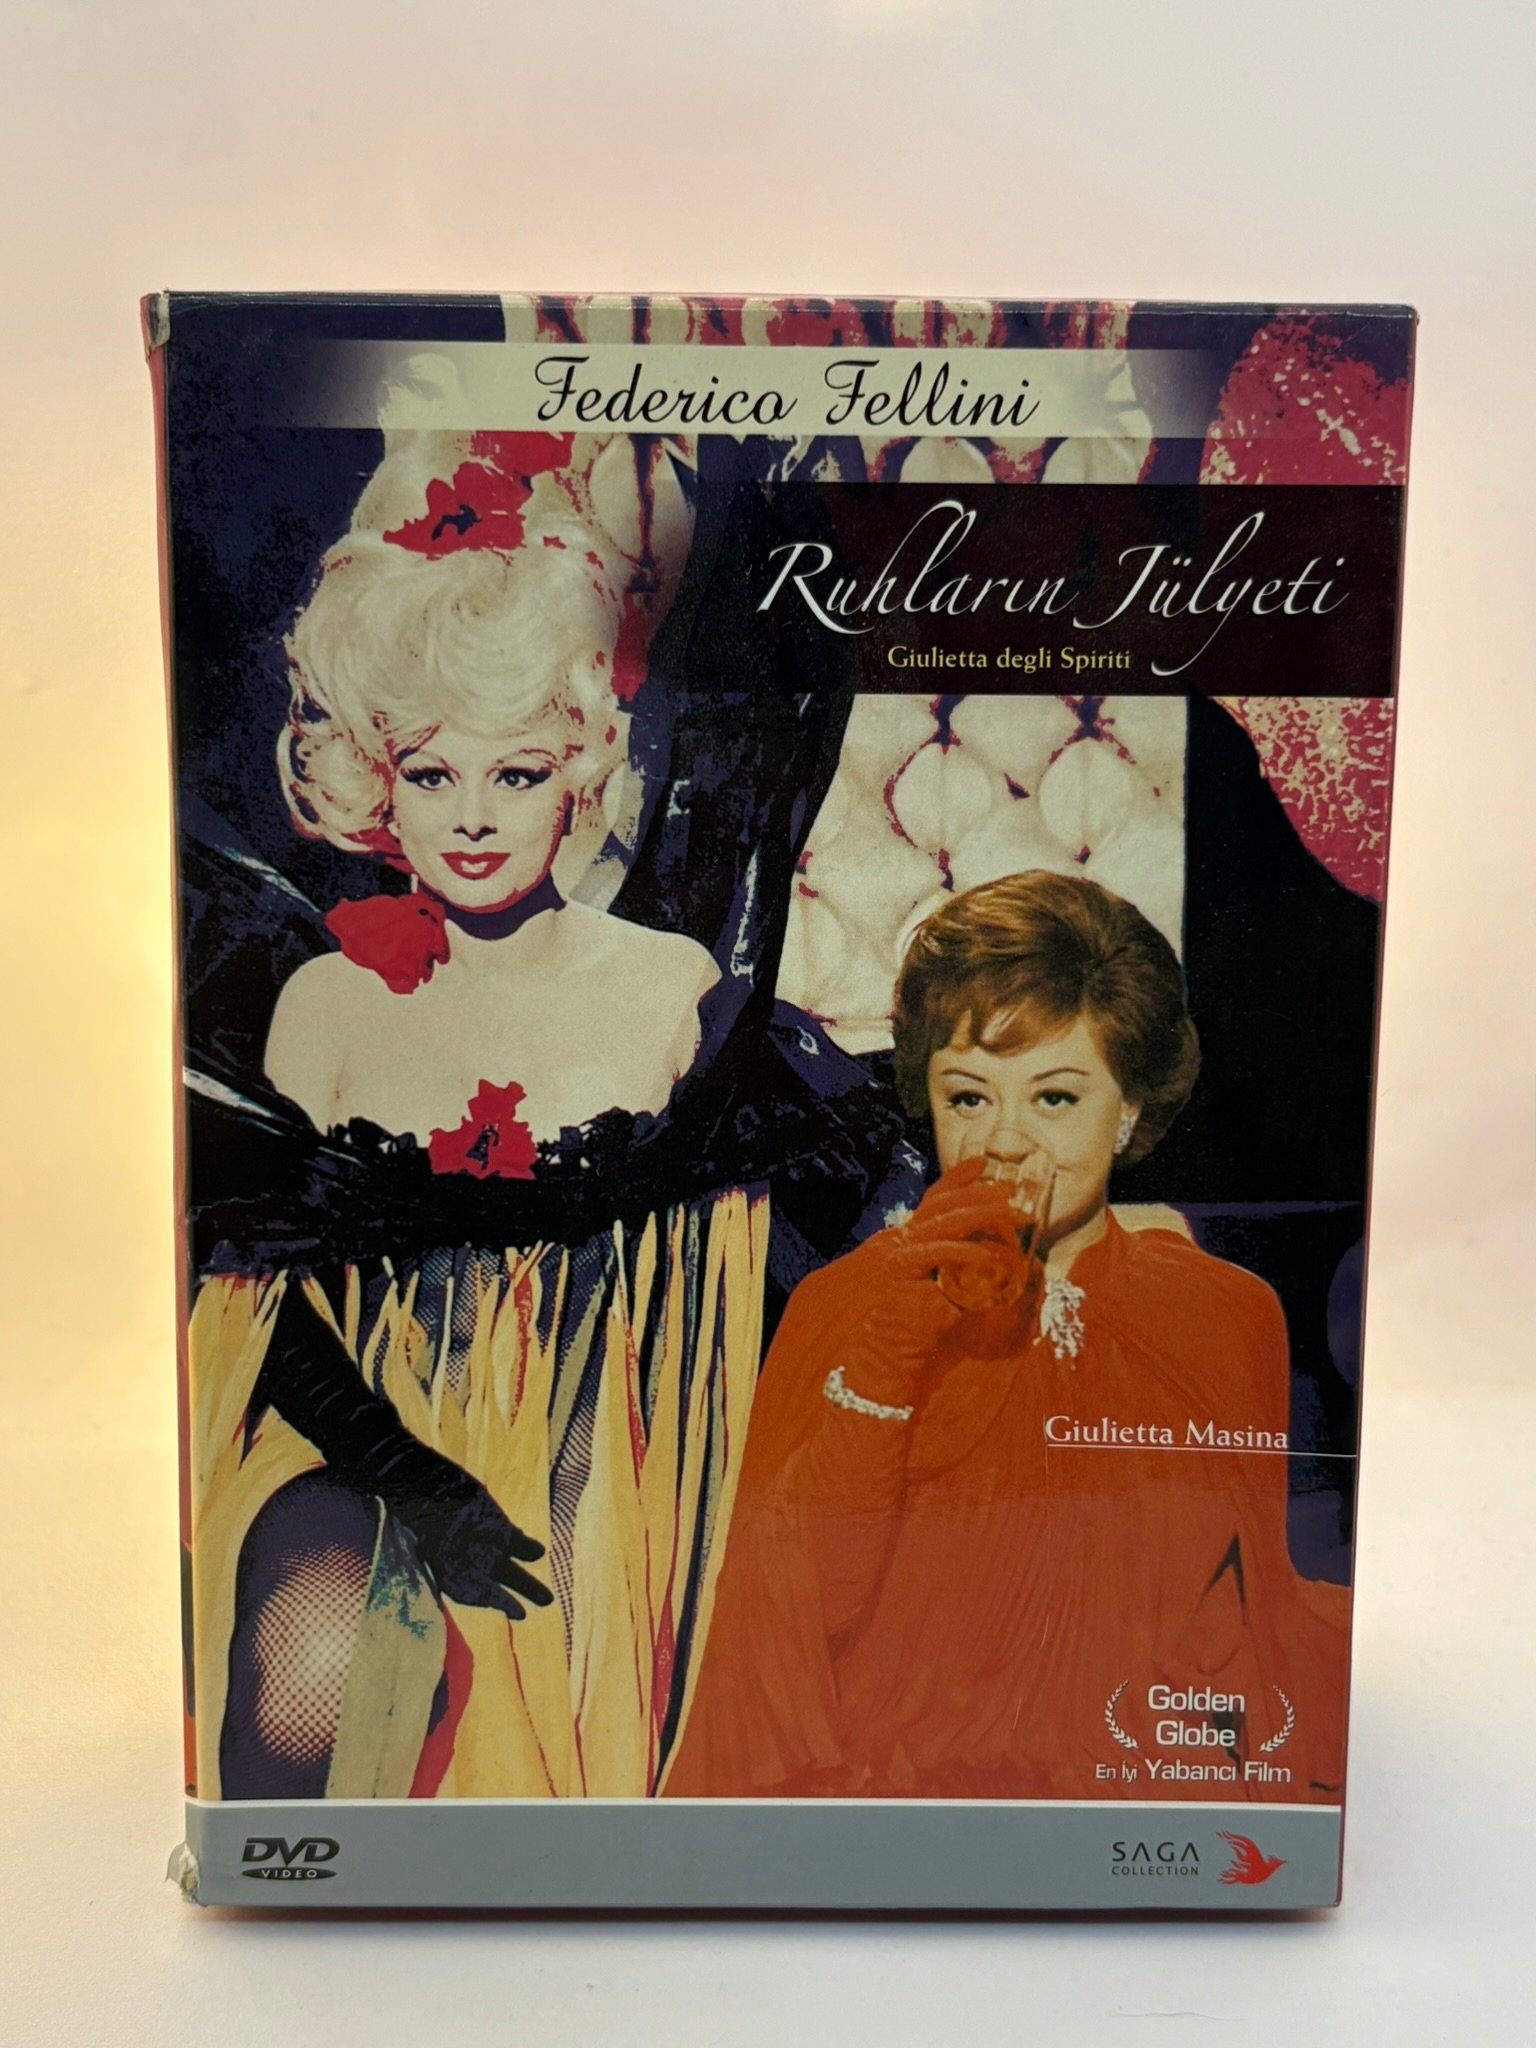 Federico Fellini
Ruhların Jülyeti
Giulietta degli Spiriti
Giulietta Masina
Golden
Globe
En İyi Yabancı Film
DVD
VIDEO
SAGA
COLLECTION